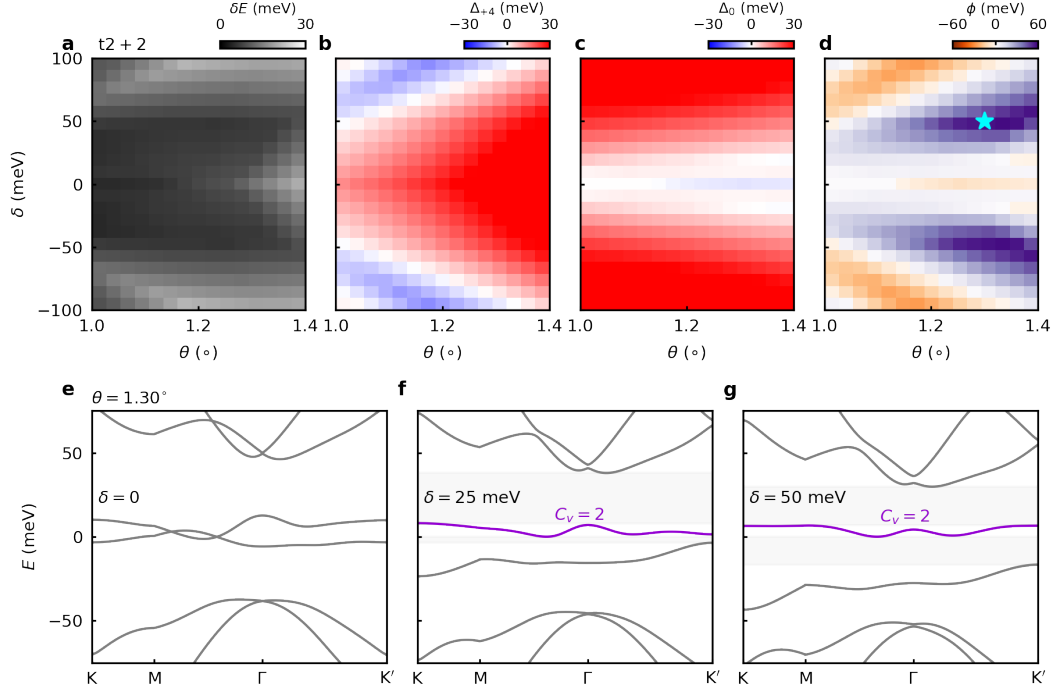 δE (meV)
0 30
Δ+4 (meV)
−30 0 30
Δ0 (meV)
−30 0 30
ϕ (meV)
−60 0 60
a t2 + 2 b c d
100
50
0
−50
−100
δ (meV)
1.0 1.2 1.4
1.0 1.2 1.4
1.0 1.2 1.4
1.0 1.2 1.4
θ (∘)
θ (∘)
θ (∘)
θ (∘)
e θ = 1.30∘
f
g
50
0
−50
E (meV)
δ = 0
δ = 25 meV
Cv = 2
δ = 50 meV
Cv = 2
K M Γ K′
K M Γ K′
K M Γ K′